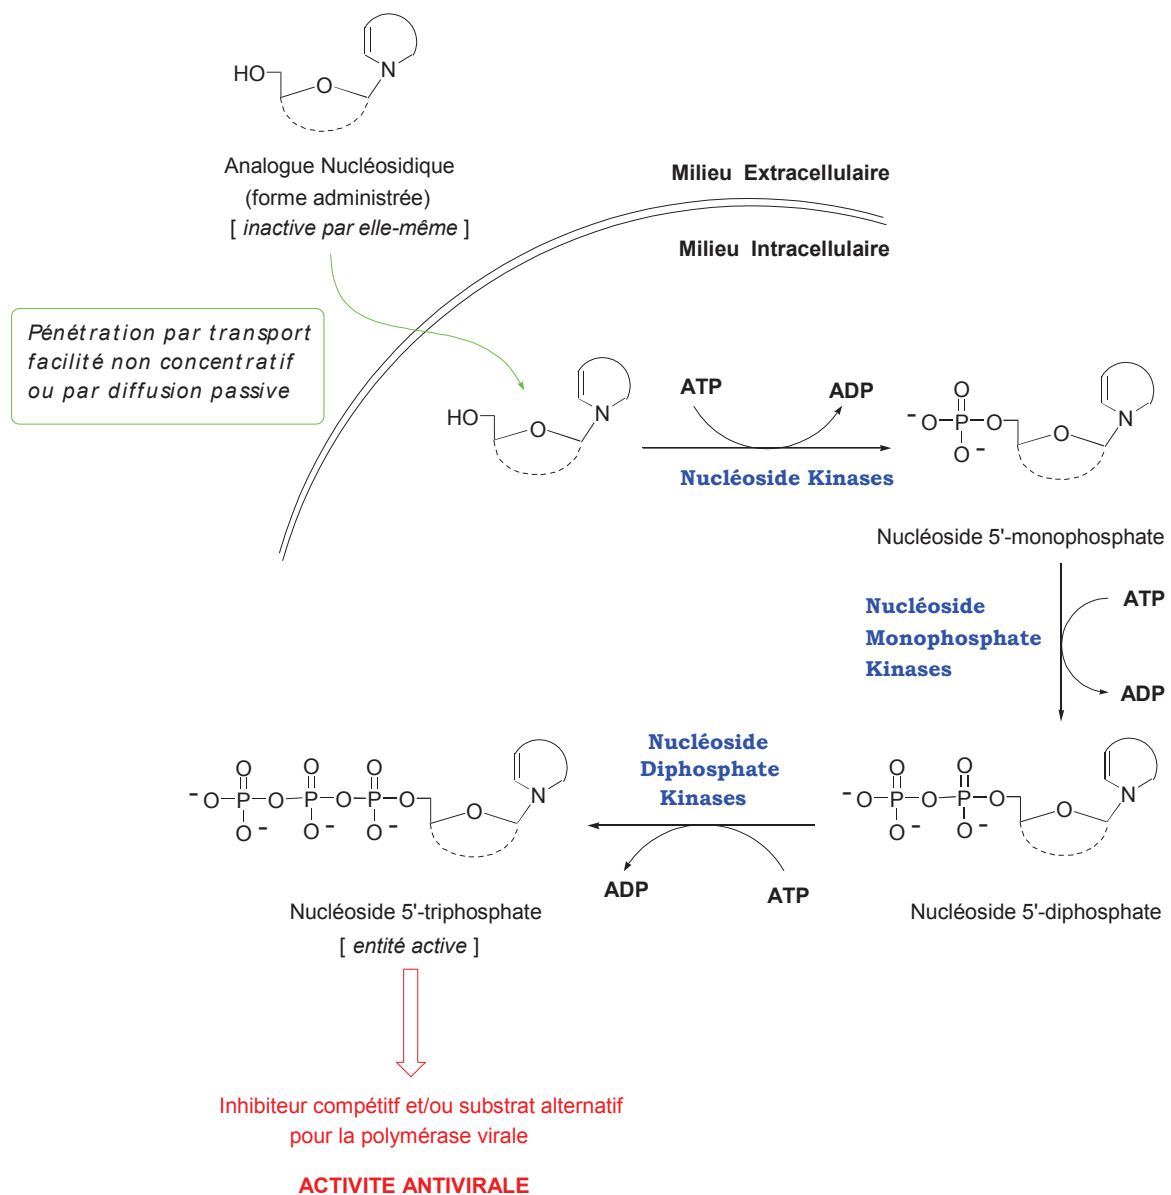 HO
O
N
Analogue Nucléosidique
(forme administrée)
[ inactive par elle-même ]
Milieu Extracellulaire
Milieu Intracellulaire
Pénétration par transport
facilité non concentratif
ou par diffusion passive
HO
O
N
ATP
ADP
Nucléoside Kinases
O
- O-P-O
O-
O
N
Nucléoside 5'-monophosphate
Nucléoside
Monophosphate
Kinases
ATP
ADP
Nucléoside
Diphosphate
Kinases
ADP
ATP
O O
- O-P-O-P-O
O- O-
O
N
Nucléoside 5'-diphosphate
O O O
- O-P-O-P-O-P-O
O- O- O-
O
N
Nucléoside 5'-triphosphate
[ entité active ]
Inhibiteur compétitf et/ou substrat alternatif
pour la polymérase virale
ACTIVITE ANTIVIRALE